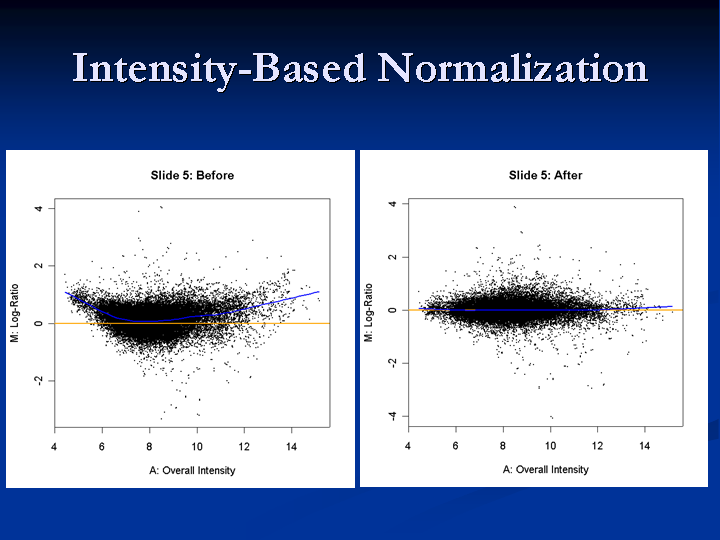 Intensity-Based Normalization
Slide 5: Before
4
2
0
-2
M: Log-Ratio
4 6 8 10 12 14
A: Overall Intensity
Slide 5: After
4
2
0
-2
-4
M: Log-Ratio
4 6 8 10 12 14
A: Overall Intensity